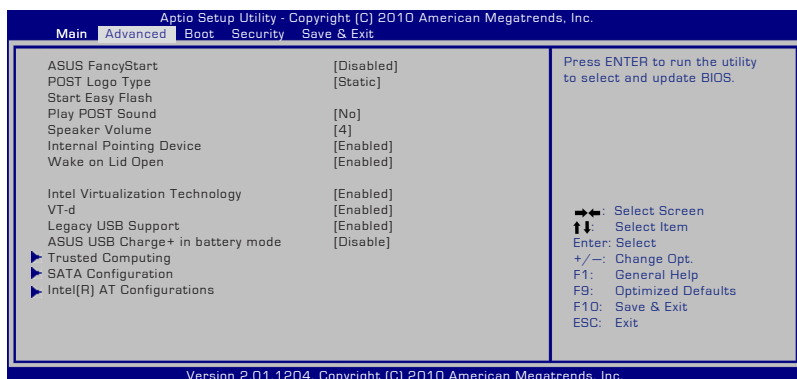 Aptio Setup Utility - Copyright (C) 2010 American Megatrends, Inc.
Main Advanced Boot Security Save & Exit
ASUS FancyStart [Disabled]
POST Logo Type [Static]
Start Easy Flash
Play POST Sound [No]
Speaker Volume [4]
Internal Pointing Device [Enabled]
Wake on Lid Open [Enabled]
Intel Virtualization Technology [Enabled]
VT-d [Enabled]
Legacy USB Support [Enabled]
ASUS USB Charge+ in battery mode [Disable]
Trusted Computing
SATA Configuration
Intel(R) AT Configurations
Press ENTER to run the utility
to select and update BIOS.
→←: Select Screen
↑↓: Select Item
Enter: Select
+/—: Change Opt.
F1: General Help
F9: Optimized Defaults
F10: Save & Exit
ESC: Exit
Version 2.01.1204. Copyright (C) 2010 American Megatrends, Inc.